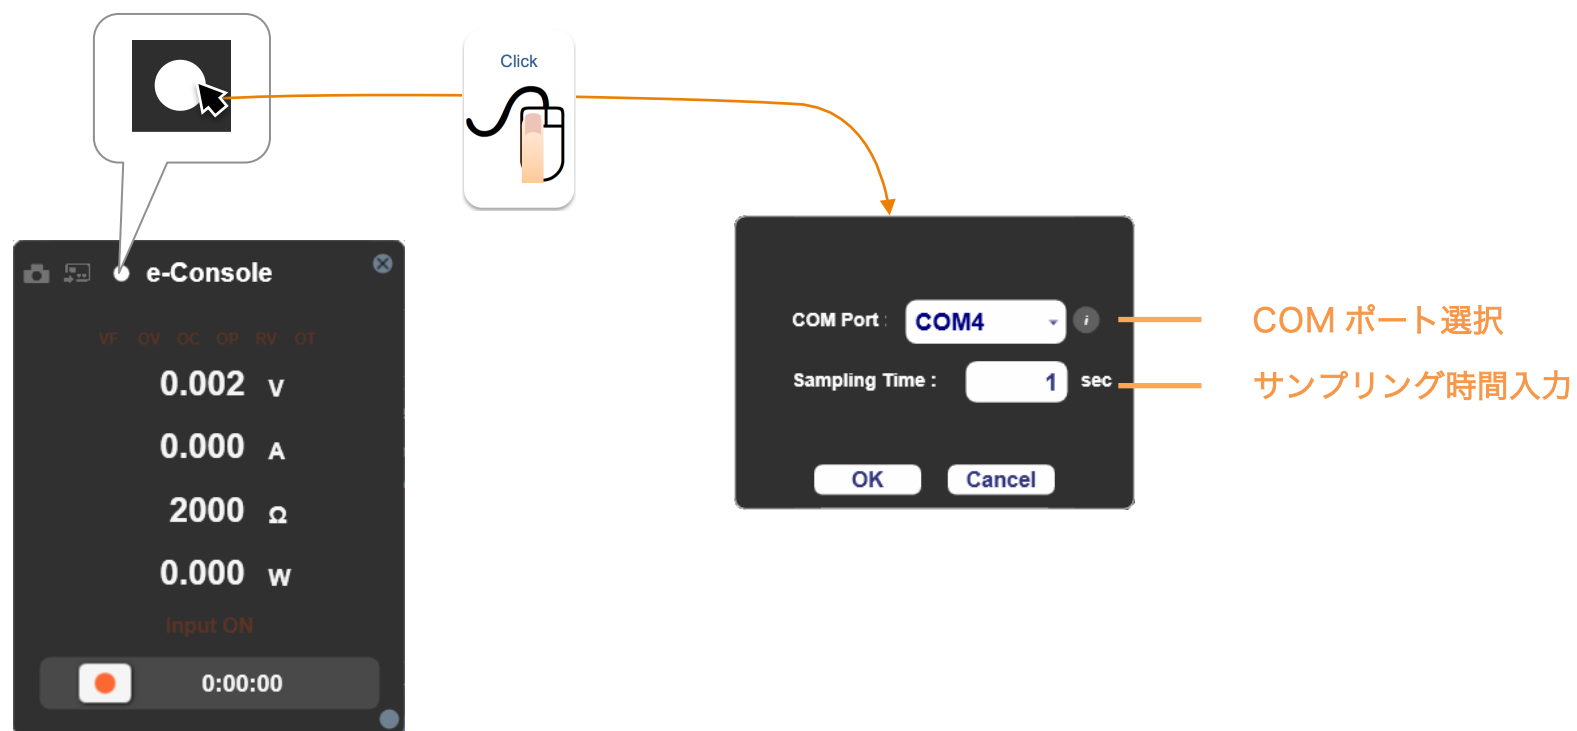 Click
e-Console
VF OV OC OP RV OT
0.002 V
0.000 A
2000 Ω
0.000 W
Input ON
0:00:00
COM Port : COM4 i
Sampling Time : 1 sec
OK Cancel
COM ポート選択
サンプリング時間入力